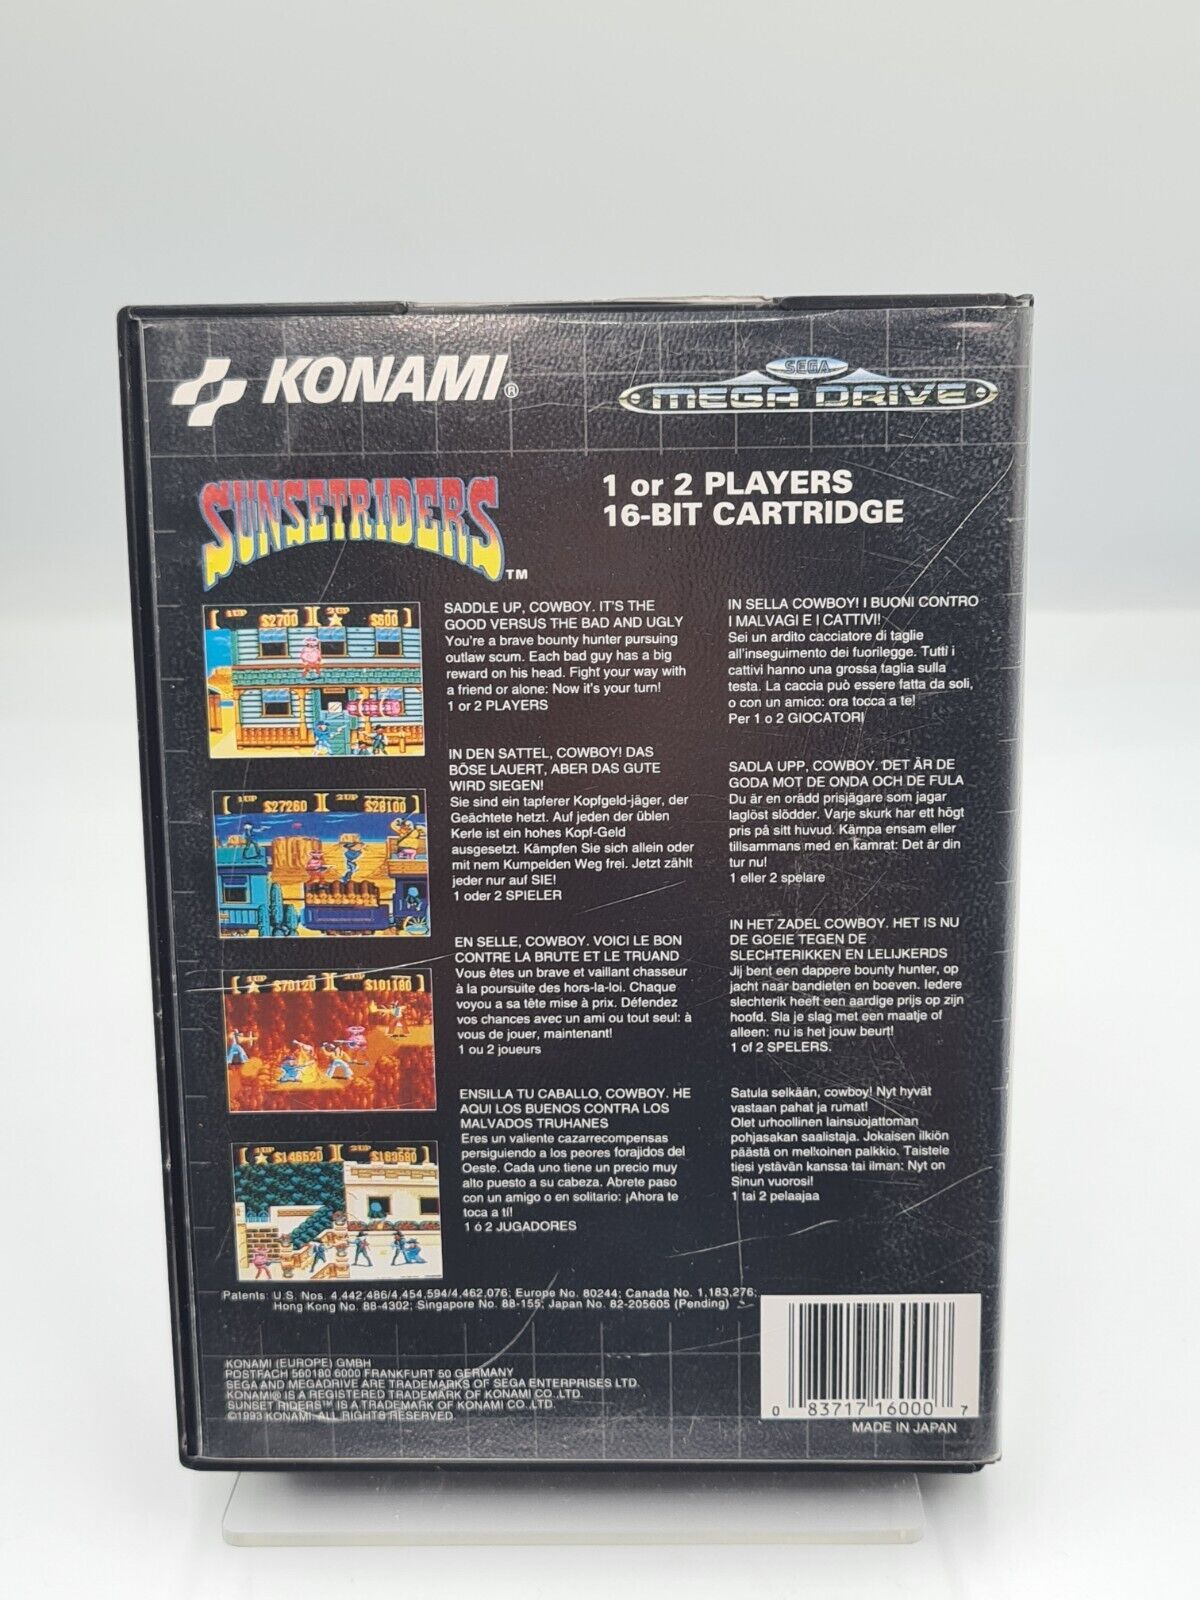 KONAMI®
SEGA
MEGA DRIVE
SUNSETRIDERS
TM
1 or 2 PLAYERS
16-BIT CARTRIDGE
1UP 2UP
$2700 $600
1UP 2UP
$27260 $28100
1UP 2UP
$70120 $101180
1UP 2UP
$146520 $163590
SADDLE UP, COWBOY. IT'S THE
GOOD VERSUS THE BAD AND UGLY
You're a brave bounty hunter pursuing
outlaw scum. Each bad guy has a big
reward on his head. Fight your way with
a friend or alone: Now it's your turn!
1 or 2 PLAYERS
IN DEN SATTEL, COWBOY! DAS
BÖSE LAUERT, ABER DAS GUTE
WIRD SIEGEN!
Sie sind ein tapferer Kopfgeld-jäger, der
Geächtete hetzt. Auf jeden der üblen
Kerle ist ein hohes Kopf-Geld
ausgesetzt. Kämpfen Sie sich allein oder
mit nem Kumpelden Weg frei. Jetzt zählt
jeder nur auf SIE!
1 oder 2 SPIELER
EN SELLE, COWBOY. VOICI LE BON
CONTRE LA BRUTE ET LE TRUAND
Vous êtes un brave et vaillant chasseur
à la poursuite des hors-la-loi. Chaque
voyou a sa tête mise à prix. Défendez
vos chances avec un ami ou tout seul: à
vous de jouer, maintenant!
1 ou 2 joueurs
ENSILLA TU CABALLO, COWBOY. HE
AQUI LOS BUENOS CONTRA LOS
MALVADOS TRUHANES
Eres un valiente cazarrecompensas
persiguiendo a los peores forajidos del
Oeste. Cada uno tiene un precio muy
alto puesto a su cabeza. Abrete paso
con un amigo o en solitario: ¡Ahora te
toca a tí!
1 ó 2 JUGADORES
IN SELLA COWBOY! I BUONI CONTRO
I MALVAGI E I CATTIVI!
Sei un ardito cacciatore di taglie
all'inseguimento dei fuorilegge. Tutti i
cattivi hanno una grossa taglia sulla
testa. La caccia può essere fatta da soli,
o con un amico: ora tocca a te!
Per 1 o 2 GIOCATORI
SADLA UPP, COWBOY. DET ÄR DE
GODA MOT DE ONDA OCH DE FULA
Du är en orädd prisjägare som jagar
laglöst slödder. Varje skurk har ett högt
pris på sitt huvud. Kämpa ensam eller
tillsammans med en kamrat: Det är din
tur nu!
1 eller 2 spelare
IN HET ZADEL COWBOY. HET IS NU
DE GOEIE TEGEN DE
SLECHTERIKKEN EN LELIJKERDS
Jij bent een dappere bounty hunter, op
jacht naar bandieten en boeven. Iedere
slechterik heeft een aardige prijs op zijn
hoofd. Sla je slag met een maatje of
alleen: nu is het jouw beurt!
1 of 2 SPELERS.
Satula selkään, cowboy! Nyt hyvät
vastaan pahat ja rumat!
Olet urhoollinen lainsuojattoman
pohjasakan saalistaja. Jokaisen ilkiön
päästä on melkoinen palkkio. Taistele
tiesi ystävän kanssa tai ilman: Nyt on
Sinun vuorosi!
1 tai 2 pelaajaa
Patents: U.S. Nos. 4,442,486/4,454,594/4,462,076; Europe No. 80244; Canada No. 1,183,276;
Hong Kong No. 88-4302; Singapore No. 88-155; Japan No. 82-205605 (Pending)
KONAMI (EUROPE) GMBH
POSTFACH 560180 6000 FRANKFURT 50 GERMANY
SEGA AND MEGADRIVE ARE TRADEMARKS OF SEGA ENTERPRISES LTD.
KONAMI® IS A REGISTERED TRADEMARK OF KONAMI CO., LTD.
SUNSET RIDERS™ IS A TRADEMARK OF KONAMI CO., LTD.
©1993 KONAMI. ALL RIGHTS RESERVED.
0 83717 16000 7
MADE IN JAPAN